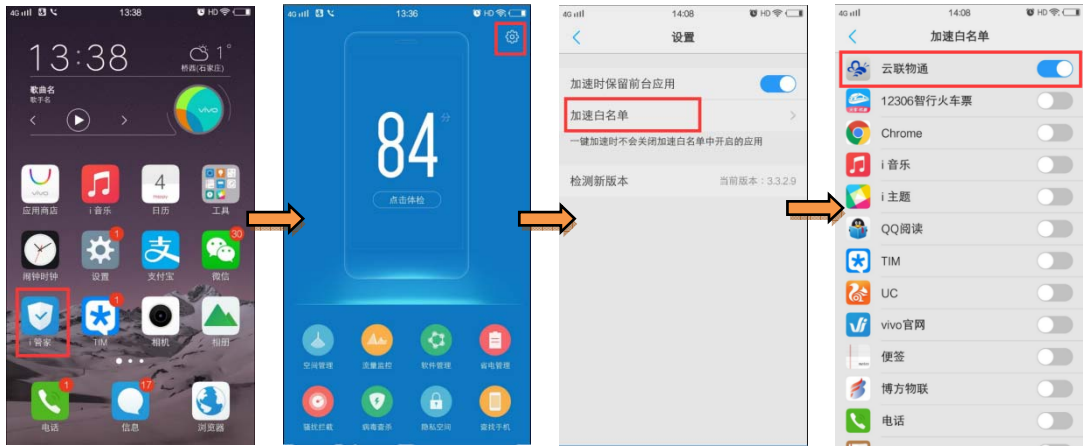 4G 13:38 HD
13:38
1°
桥西(石家庄)
歌曲名
歌手名
vivo
vivo
4
应用商店
i 音乐
日历
工具
1
30
闹钟时钟
设置
支付宝
微信
1
i 管家
TIM
相机
相册
1
17
电话
信息
浏览器
4G 13:36 HD
84分
点击体检
空间管理
流量监控
软件管理
省电管理
骚扰拦截
病毒查杀
隐私空间
查找手机
4G 14:08 HD
设置
加速时保留前台应用
加速白名单
一键加速时不会关闭加速白名单中开启的应用
检测新版本
当前版本：3.3.2.9
4G 14:08 HD
加速白名单
云联物通
12306智行火车票
Chrome
i 音乐
i 主题
QQ阅读
TIM
UC
vivo官网
便签
博方物联
电话